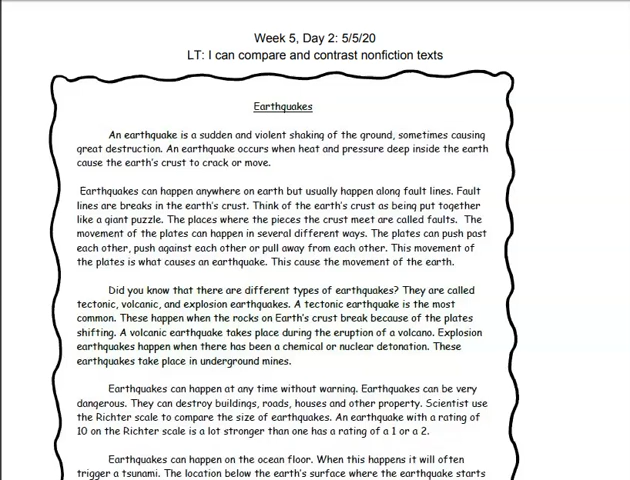 Week 5, Day 2: 5/5/20
LT: I can compare and contrast nonfiction texts
Earthquakes
An earthquake is a sudden and violent shaking of the ground, sometimes causing
great destruction. An earthquake occurs when heat and pressure deep inside the earth
cause the earth's crust to crack or move.
Earthquakes can happen anywhere on earth but usually happen along fault lines. Fault
lines are breaks in the earth's crust. Think of the earth's crust as being put together
like a giant puzzle. The places where the pieces the crust meet are called faults. The
movement of the plates can happen in several different ways. The plates can push past
each other, push against each other or pull away from each other. This movement of
the plates is what causes an earthquake. This cause the movement of the earth.
Did you know that there are different types of earthquakes? They are called
tectonic, volcanic, and explosion earthquakes. A tectonic earthquake is the most
common. These happen when the rocks on Earth's crust break because of the plates
shifting. A volcanic earthquake takes place during the eruption of a volcano. Explosion
earthquakes happen when there has been a chemical or nuclear detonation. These
earthquakes take place in underground mines.
Earthquakes can happen at any time without warning. Earthquakes can be very
dangerous. They can destroy buildings, roads, houses and other property. Scientist use
the Richter scale to compare the size of earthquakes. An earthquake with a rating of
10 on the Richter scale is a lot stronger than one has a rating of a 1 or a 2.
Earthquakes can happen on the ocean floor. When this happens it will often
trigger a tsunami. The location below the earth's surface where the earthquake starts